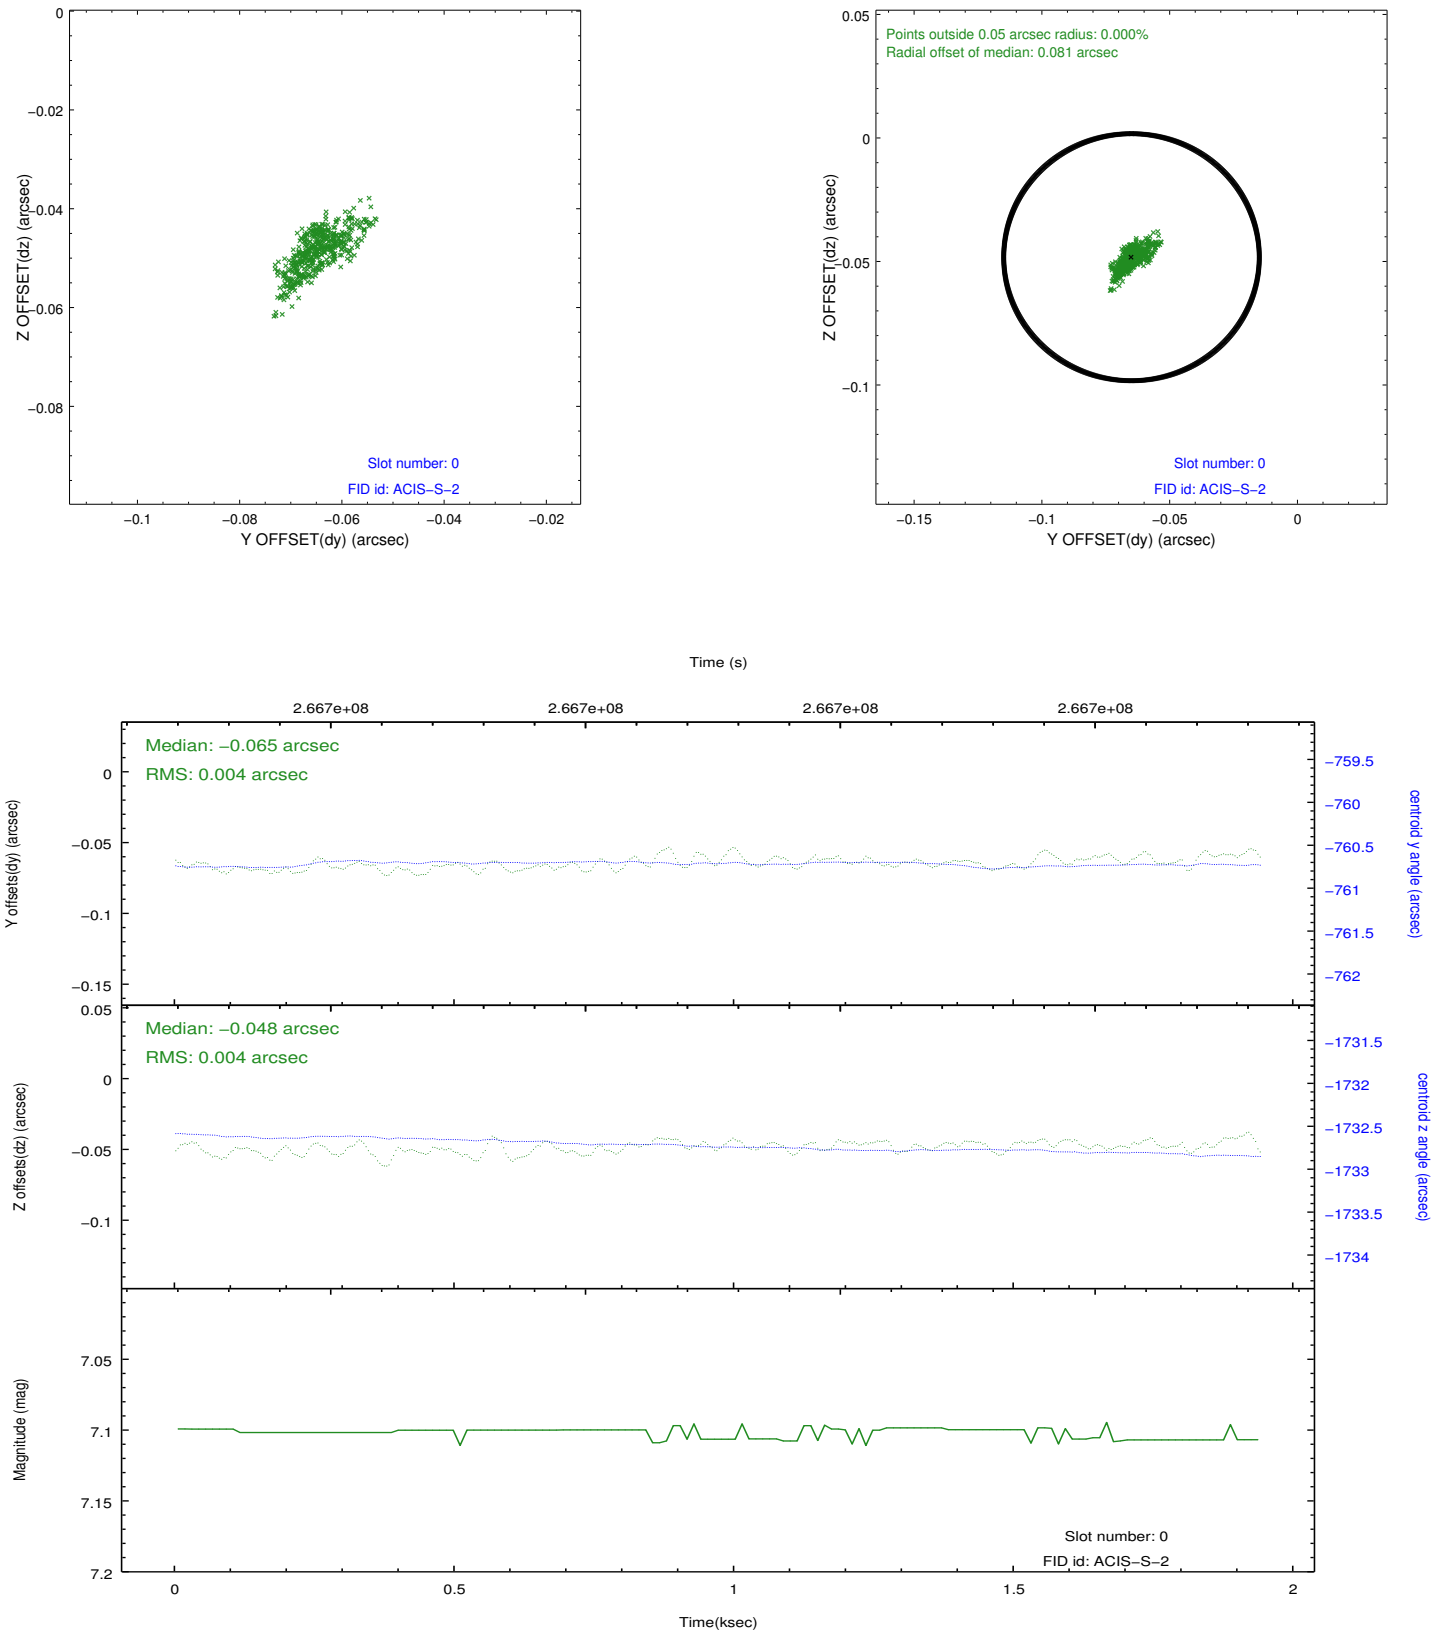 0
−0.02
−0.04
−0.06
−0.08
Z OFFSET(dz) (arcsec)
Slot number: 0
FID id: ACIS−S−2
−0.1
−0.08
−0.06
−0.04
−0.02
Y OFFSET(dy) (arcsec)
Points outside 0.05 arcsec radius: 0.000%
Radial offset of median: 0.081 arcsec
0.05
0
−0.05
−0.1
Z OFFSET(dz) (arcsec)
Slot number: 0
FID id: ACIS−S−2
−0.15
−0.1
−0.05
0
Y OFFSET(dy) (arcsec)
Time (s)
2.667e+08
2.667e+08
2.667e+08
2.667e+08
Median: −0.065 arcsec
RMS: 0.004 arcsec
0
−0.05
−0.1
−0.15
Y offsets(dy) (arcsec)
−759.5
−760
−760.5
−761
−761.5
−762
centroid y angle (arcsec)
Median: −0.048 arcsec
RMS: 0.004 arcsec
0.05
0
−0.05
−0.1
Z offsets(dz) (arcsec)
−1731.5
−1732
−1732.5
−1733
−1733.5
−1734
centroid z angle (arcsec)
7.05
7.1
7.15
7.2
Magnitude (mag)
Slot number: 0
FID id: ACIS−S−2
0
0.5
1
1.5
2
Time(ksec)